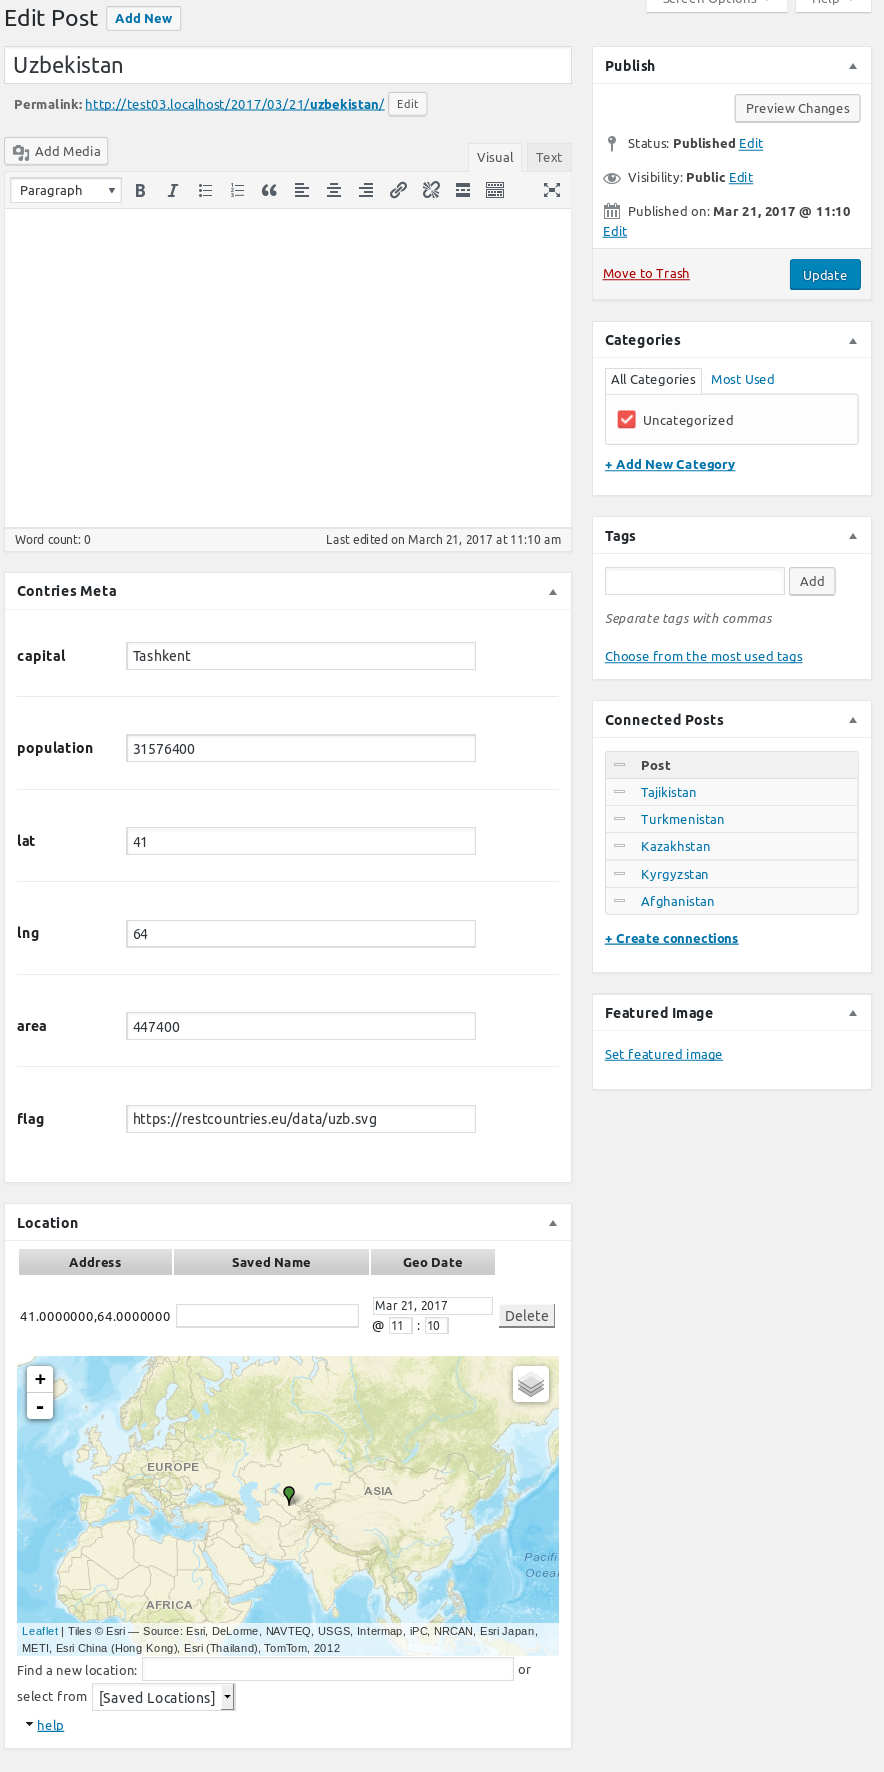 Edit Post Add New
Screen Options Help
Uzbekistan
Permalink: http://test03.localhost/2017/03/21/uzbekistan/ Edit
Add Media
Visual Text
Paragraph
Word count: 0 Last edited on March 21, 2017 at 11:10 am
Contries Meta
capital Tashkent
population 31576400
lat 41
lng 64
area 447400
flag https://restcountries.eu/data/uzb.svg
Location
Address Saved Name Geo Date
41.0000000,64.0000000 Mar 21, 2017 Delete
@ 11 : 10
+
-
EUROPE
ASIA
AFRICA
Pacifi
Ocea
Leaflet | Tiles © Esri — Source: Esri, DeLorme, NAVTEQ, USGS, Intermap, iPC, NRCAN, Esri Japan,
METI, Esri China (Hong Kong), Esri (Thailand), TomTom, 2012
Find a new location: or
select from [Saved Locations]
help
Publish
Preview Changes
Status: Published Edit
Visibility: Public Edit
Published on: Mar 21, 2017 @ 11:10
Edit
Move to Trash Update
Categories
All Categories Most Used
Uncategorized
+ Add New Category
Tags
Add
Separate tags with commas
Choose from the most used tags
Connected Posts
Post
Tajikistan
Turkmenistan
Kazakhstan
Kyrgyzstan
Afghanistan
+ Create connections
Featured Image
Set featured image